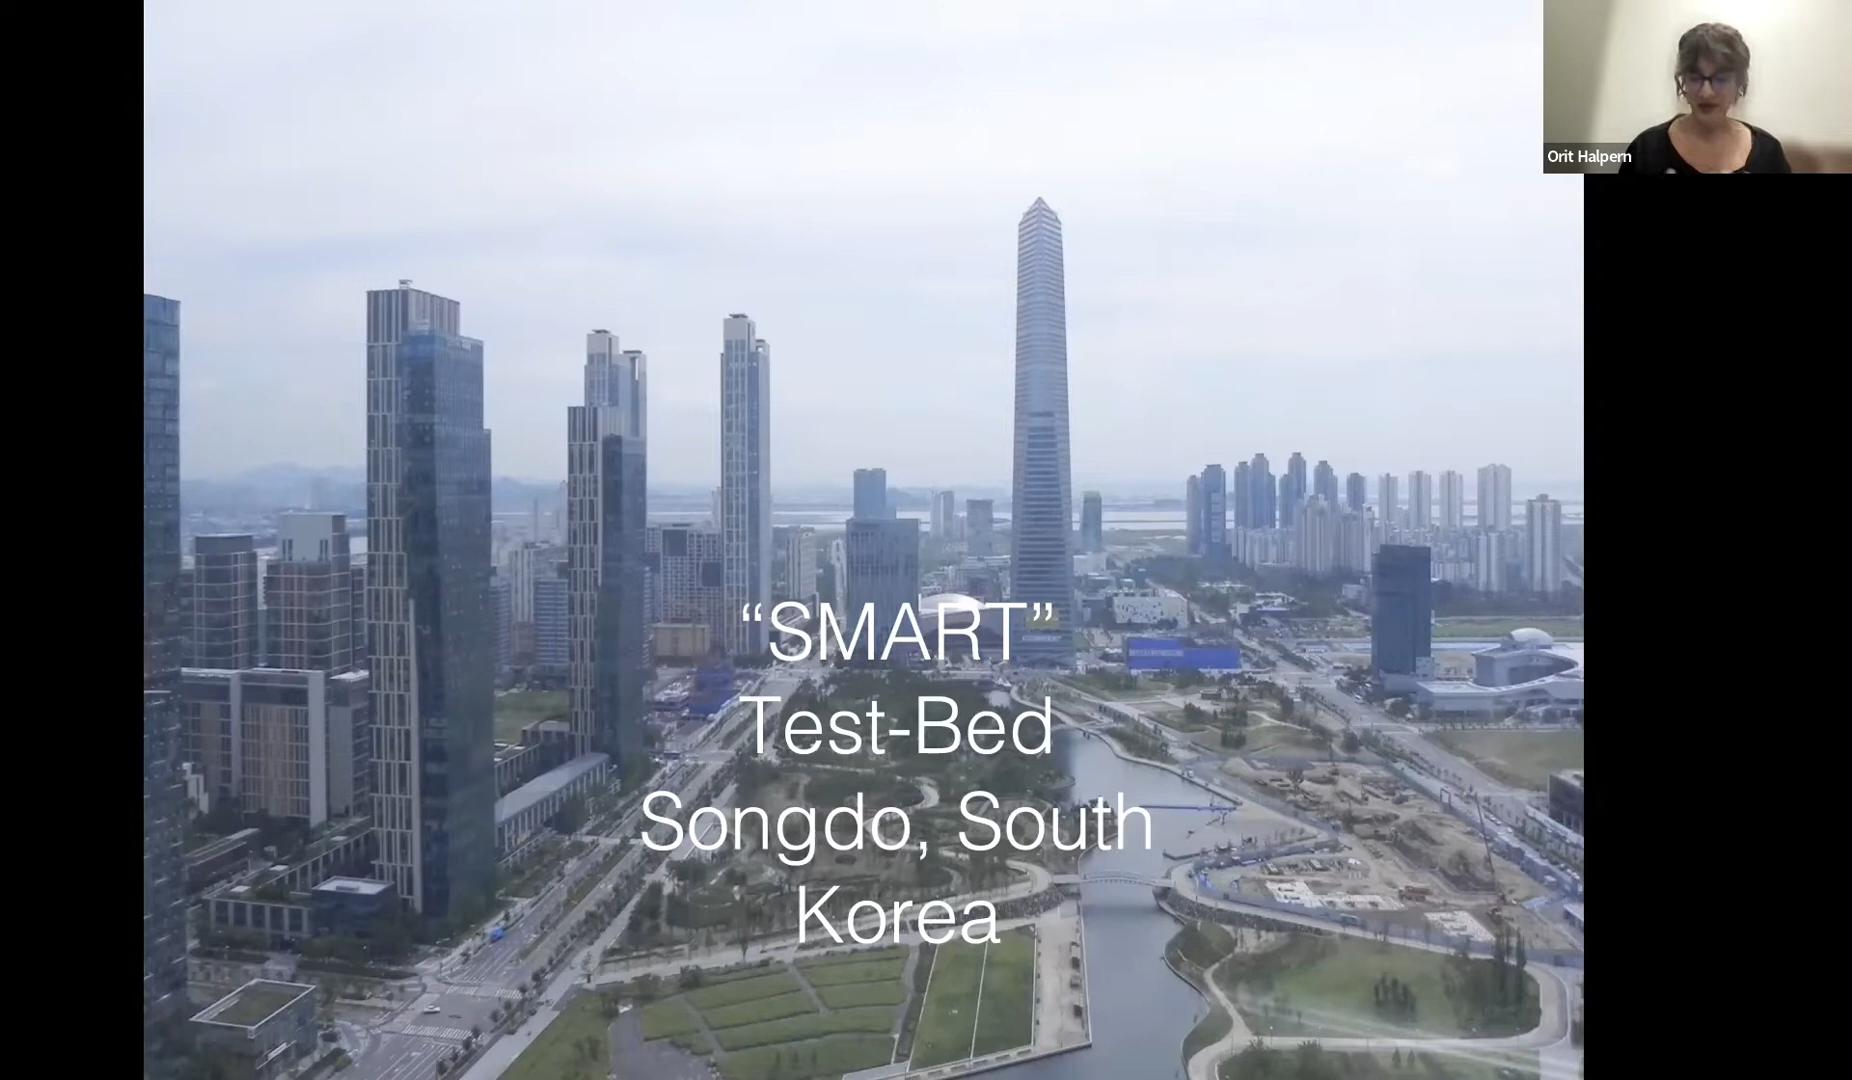 Orit Halpern
“SMART”
Test-Bed
Songdo, South
Korea